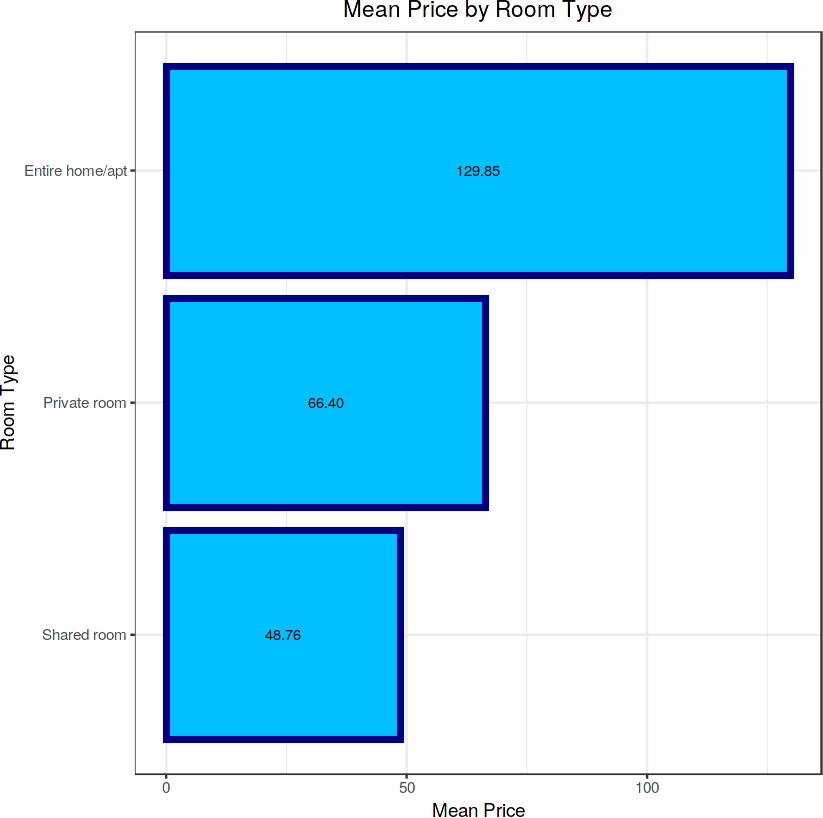 Mean Price by Room Type
Room Type
Entire home/apt
129.85
Private room
66.40
Shared room
48.76
0 50 100
Mean Price